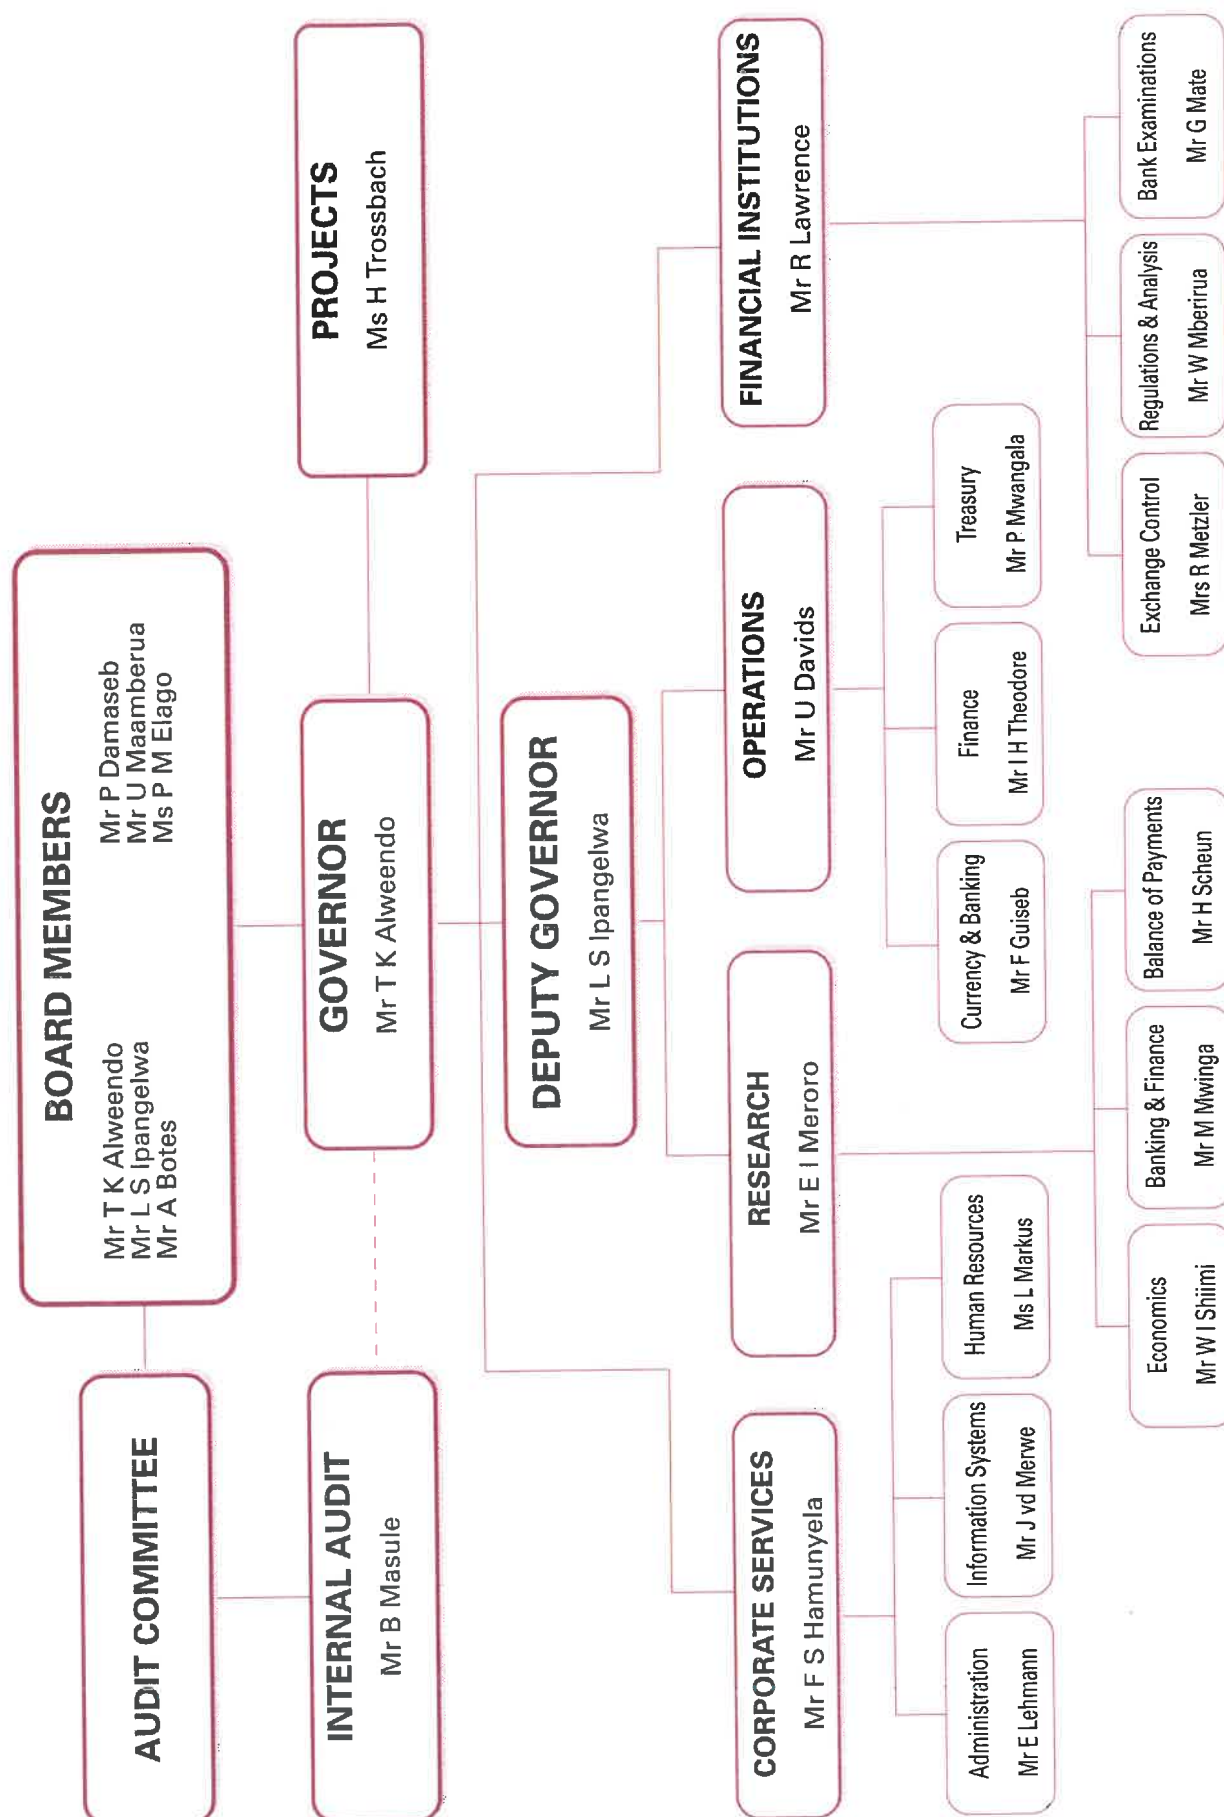 BOARD MEMBERS
Mr T K Alweendo
Mr L S Ipangelwa
Mr A Botes
Mr P Damaseb
Mr U Maamberua
Ms P M Elago
AUDIT COMMITTEE
INTERNAL AUDIT
Mr B Masule
GOVERNOR
Mr T K Alweendo
PROJECTS
Ms H Trossbach
DEPUTY GOVERNOR
Mr L S Ipangelwa
CORPORATE SERVICES
Mr F S Hamunyela
RESEARCH
Mr E I Meroro
OPERATIONS
Mr U Davids
FINANCIAL INSTITUTIONS
Mr R Lawrence
Administration
Mr E Lehmann
Information Systems
Mr J vd Merwe
Human Resources
Ms L Markus
Currency & Banking
Mr F Guiseb
Finance
Mr I H Theodore
Treasury
Mr P Mwangala
Economics
Mr W I Shiimi
Banking & Finance
Mr M Mwinga
Balance of Payments
Mr H Scheun
Exchange Control
Mrs R Metzler
Regulations & Analysis
Mr W Mberirua
Bank Examinations
Mr G Mate